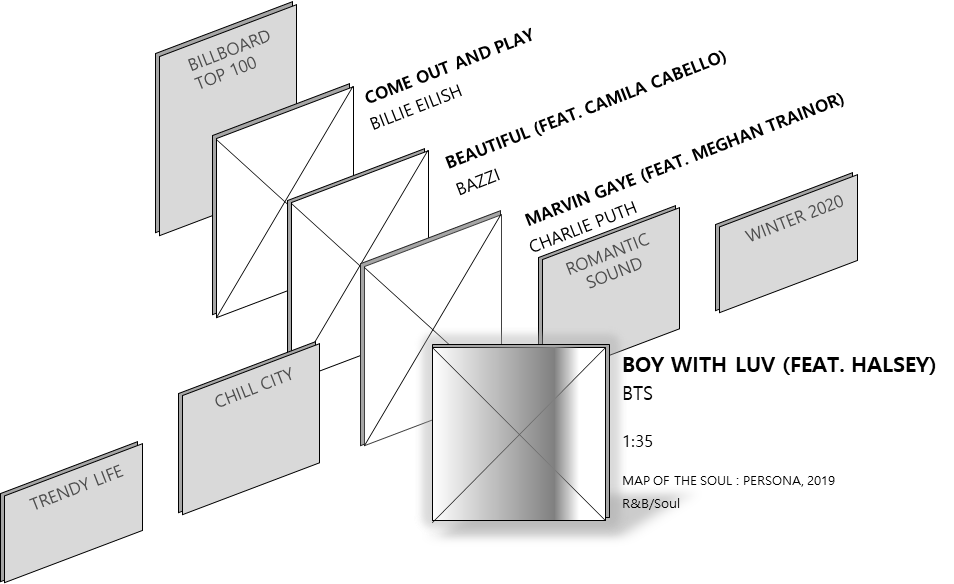 BILLBOARD
TOP 100
COME OUT AND PLAY
BILLIE EILISH
BEAUTIFUL (FEAT. CAMILA CABELLO)
BAZZI
MARVIN GAYE (FEAT. MEGHAN TRAINOR)
CHARLIE PUTH
ROMANTIC
SOUND
WINTER 2020
CHILL CITY
TRENDY LIFE
BOY WITH LUV (FEAT. HALSEY)
BTS
1:35
MAP OF THE SOUL : PERSONA, 2019
R&B/Soul